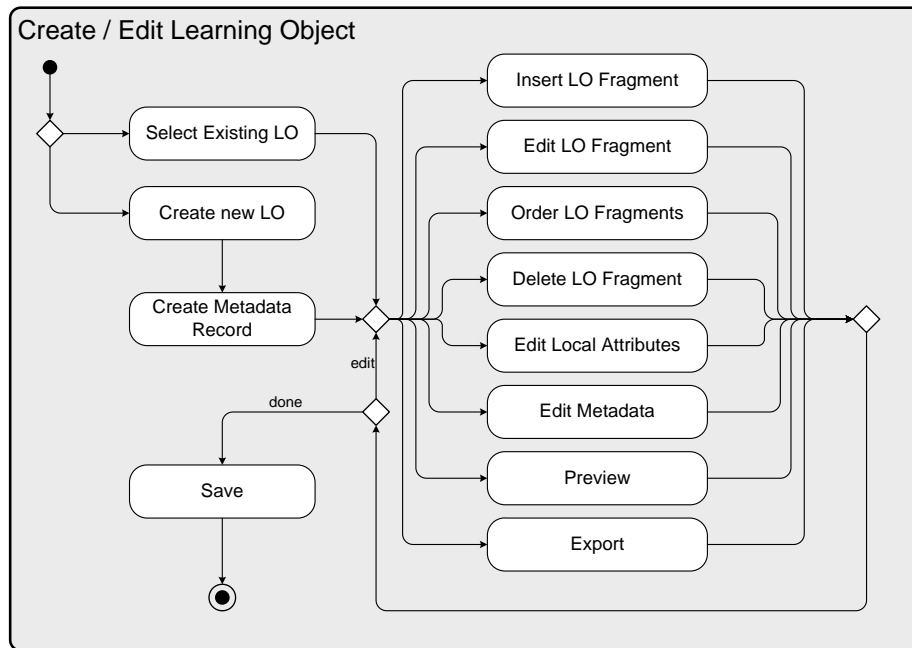 Create / Edit Learning Object
Select Existing LO
Create new LO
Create Metadata
Record
edit
done
Save
Insert LO Fragment
Edit LO Fragment
Order LO Fragments
Delete LO Fragment
Edit Local Attributes
Edit Metadata
Preview
Export